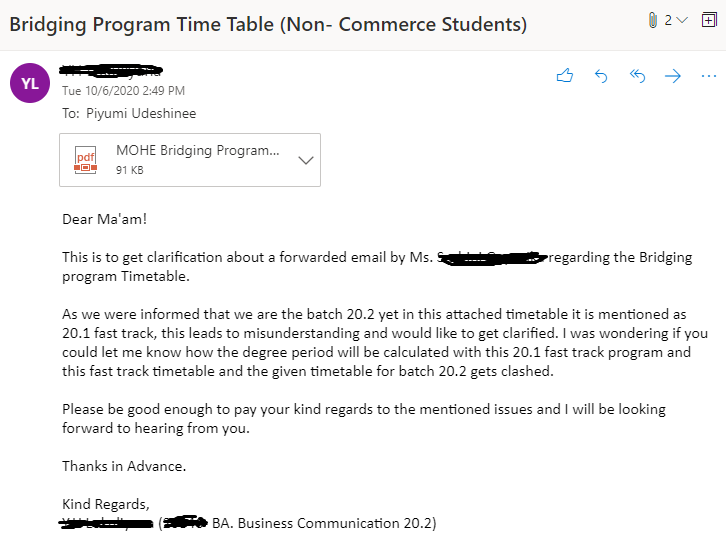 Bridging Program Time Table (Non- Commerce Students)
2
YL
Tue 10/6/2020 2:49 PM
To: Piyumi Udeshinee
pdf
MOHE Bridging Program...
91 KB
Dear Ma'am!
This is to get clarification about a forwarded email by Ms. regarding the Bridging
program Timetable.
As we were informed that we are the batch 20.2 yet in this attached timetable it is mentioned as
20.1 fast track, this leads to misunderstanding and would like to get clarified. I was wondering if you
could let me know how the degree period will be calculated with this 20.1 fast track program and
this fast track timetable and the given timetable for batch 20.2 gets clashed.
Please be good enough to pay your kind regards to the mentioned issues and I will be looking
forward to hearing from you.
Thanks in Advance.
Kind Regards,
( BA. Business Communication 20.2)